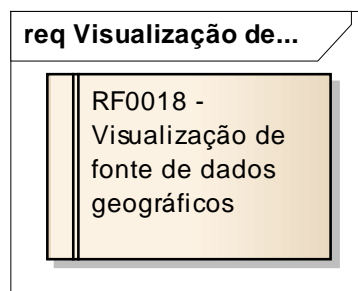 req Visualização de...
RF0018 -
Visualização de
fonte de dados
geográficos